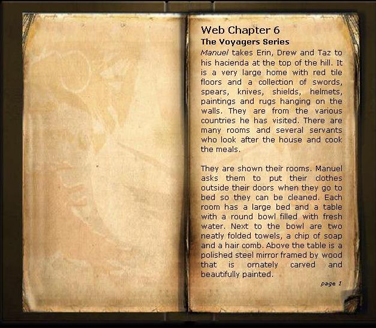 Web Chapter 6
The Voyagers Series
Manuel takes Erin, Drew and Taz to
his hacienda at the top of the hill. It
is a very large home with red tile
floors and a collection of swords,
spears, knives, shields, helmets,
paintings and rugs hanging on the
walls. They are from the various
countries he has visited. There are
many rooms and several servants
who look after the house and cook
the meals.
They are shown their rooms. Manuel
asks them to put their clothes
outside their doors when they go to
bed so they can be cleaned. Each
room has a large bed and a table
with a round bowl filled with fresh
water. Next to the bowl are two
neatly folded towels, a chip of soap
and a hair comb. Above the table is a
polished steel mirror framed by wood
that is ornately carved and
beautifully painted.
page 1